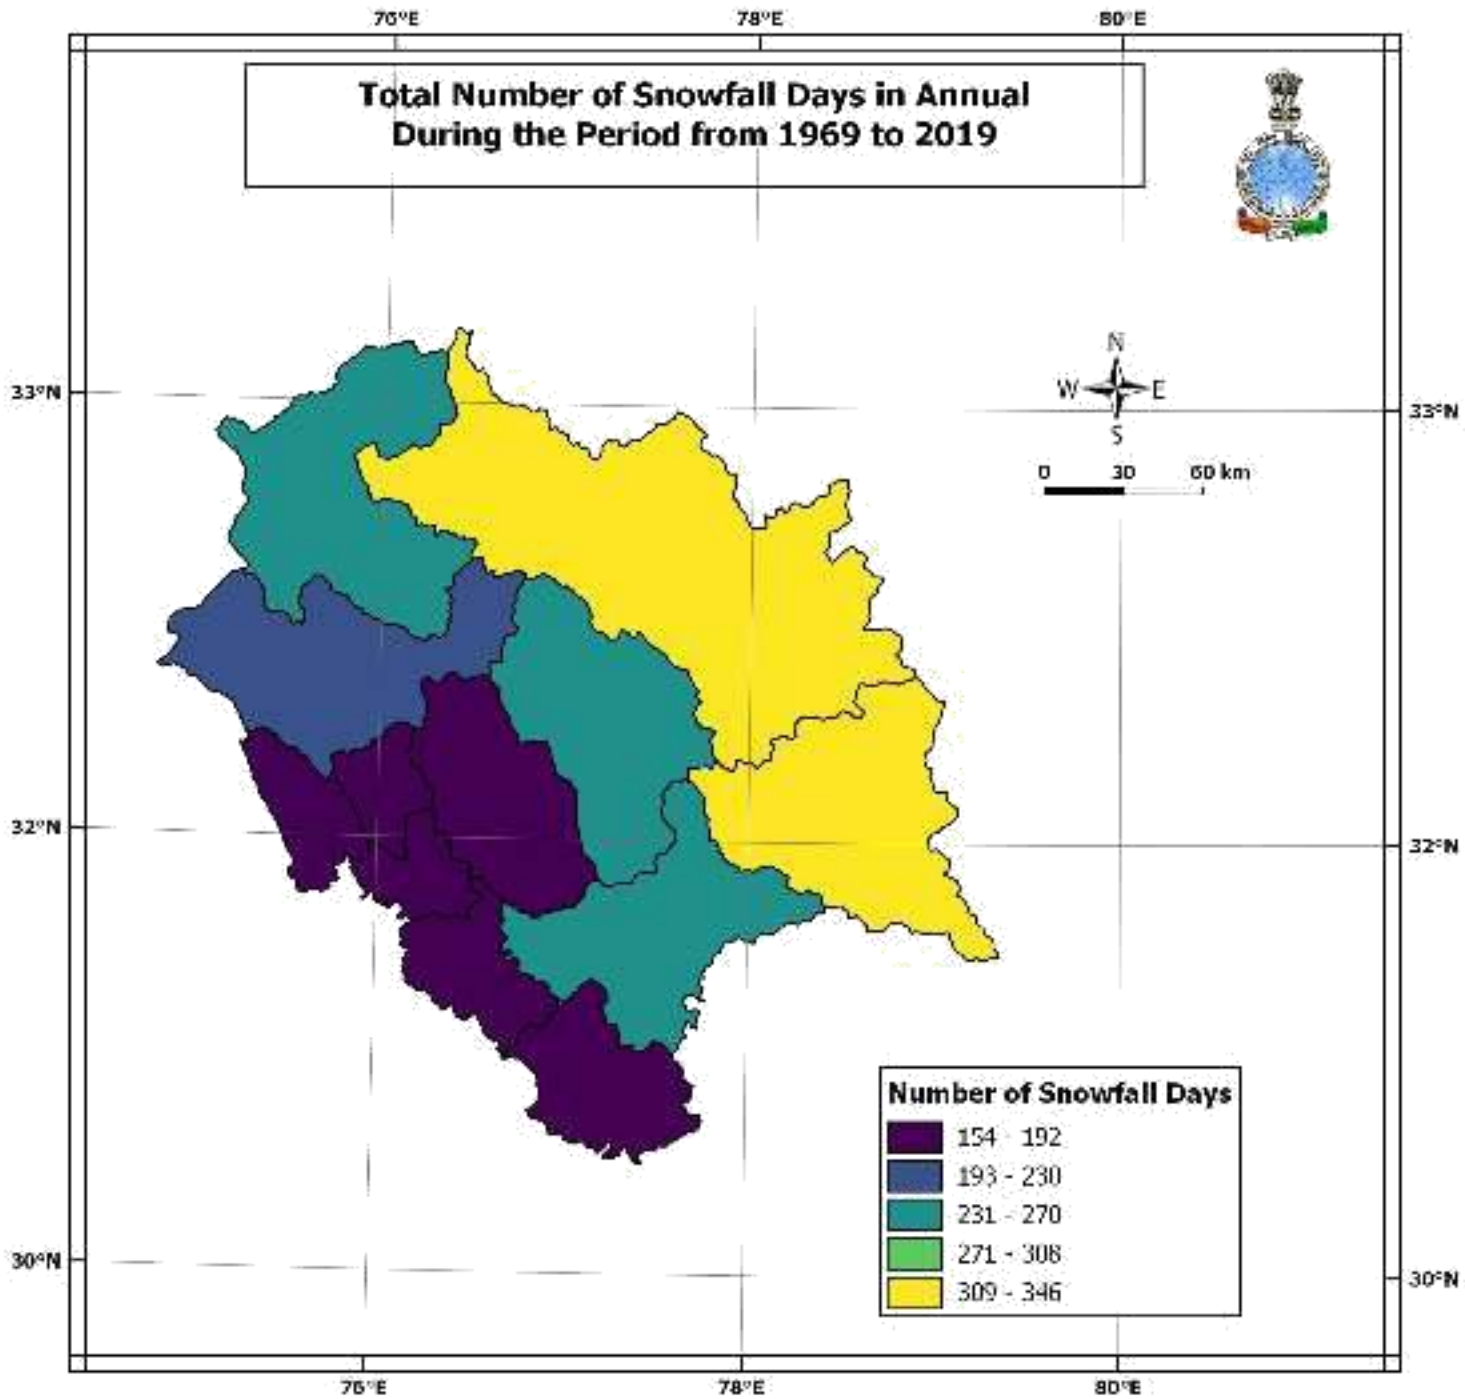 76°E 78°E 80°E
Total Number of Snowfall Days in Annual
During the Period from 1969 to 2019
N
W E
S
33°N 33°N
0 30 60 km
32°N 32°N
Number of Snowfall Days
154 - 192
193 - 230
231 - 270
271 - 308
309 - 346
30°N 30°N
76°E 78°E 80°E